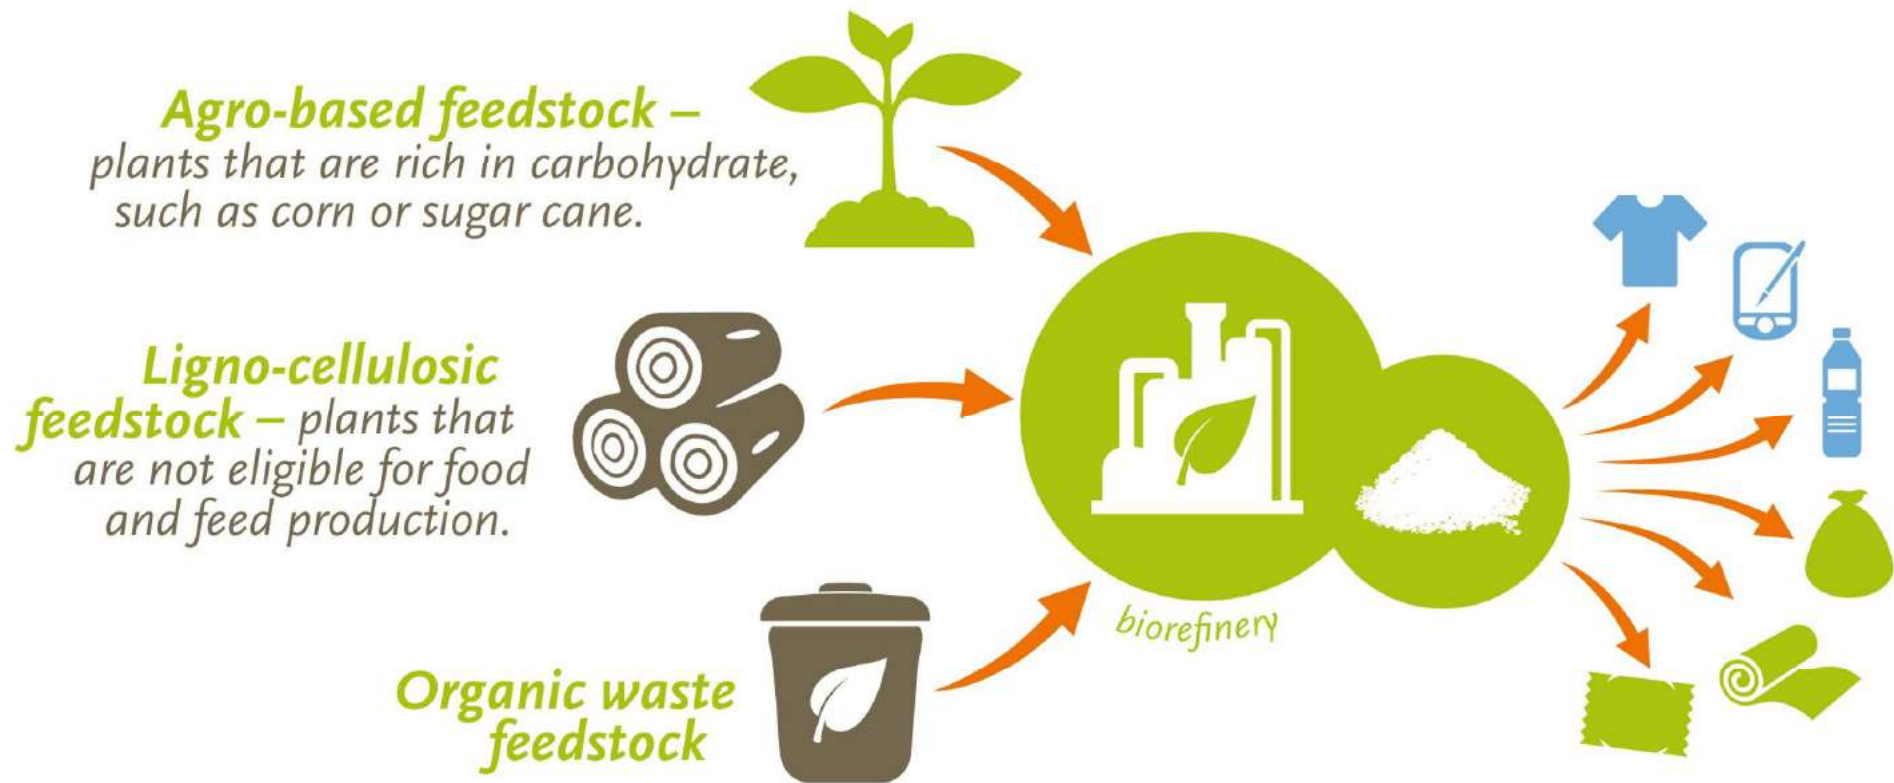 Agro-based feedstock –
plants that are rich in carbohydrate,
such as corn or sugar cane.
Ligno-cellulosic
feedstock – plants that
are not eligible for food
and feed production.
Organic waste
feedstock
biorefinery